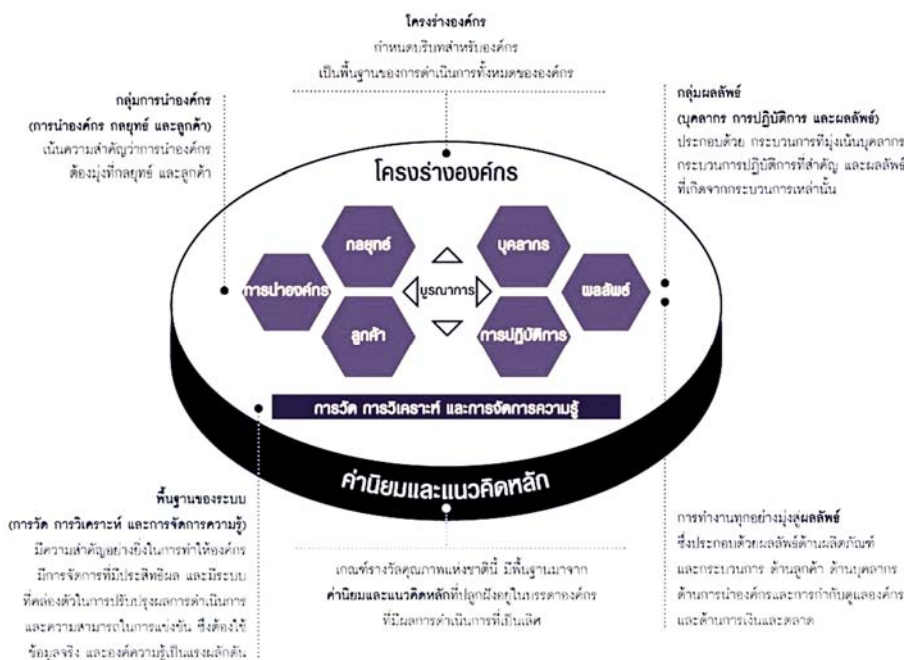 โครงร่างองค์กร
กำหนดบริบทสำหรับองค์กร
เป็นพื้นฐานของการดำเนินการทั้งหมดขององค์กร
กลุ่มการนำองค์กร
(การนำองค์กร กลยุทธ์ และลูกค้า)
เน้นความสำคัญว่าการนำองค์กร
ต้องมุ่งที่กลยุทธ์ และลูกค้า
กลุ่มผลลัพธ์
(บุคลากร การปฏิบัติการ และผลลัพธ์)
ประกอบด้วย กระบวนการที่มุ่งเน้นบุคลากร
กระบวนการปฏิบัติการที่สำคัญ และผลลัพธ์
ที่เกิดจากกระบวนการเหล่านั้น
โครงร่างองค์กร
กลยุทธ์
บุคลากร
การนำองค์กร
บูรณาการ
ผลลัพธ์
ลูกค้า
การปฏิบัติการ
การวัด การวิเคราะห์ และการจัดการความรู้
ค่านิยมและแนวคิดหลัก
พื้นฐานของระบบ
(การวัด การวิเคราะห์ และการจัดการความรู้)
มีความสำคัญอย่างยิ่งในการทำให้องค์กร
มีการจัดการที่มีประสิทธิผล และมีระบบ
ที่คล่องตัวในการปรับปรุงผลการดำเนินการ
และความสามารถในการแข่งขัน ซึ่งต้องใช้
ข้อมูลจริง และองค์ความรู้เป็นแรงผลักดัน
เกณฑ์รางวัลคุณภาพแห่งชาตินี้ มีพื้นฐานมาจาก
ค่านิยมและแนวคิดหลักที่ปลูกฝังอยู่ในบรรดาองค์กร
ที่มีผลการดำเนินการที่เป็นเลิศ
การทำงานทุกอย่างมุ่งสู่ผลลัพธ์
ซึ่งประกอบด้วยผลลัพธ์ด้านผลิตภัณฑ์
และกระบวนการ ด้านลูกค้า ด้านบุคลากร
ด้านการนำองค์กรและการกำกับดูแลองค์กร
และด้านการเงินและตลาด